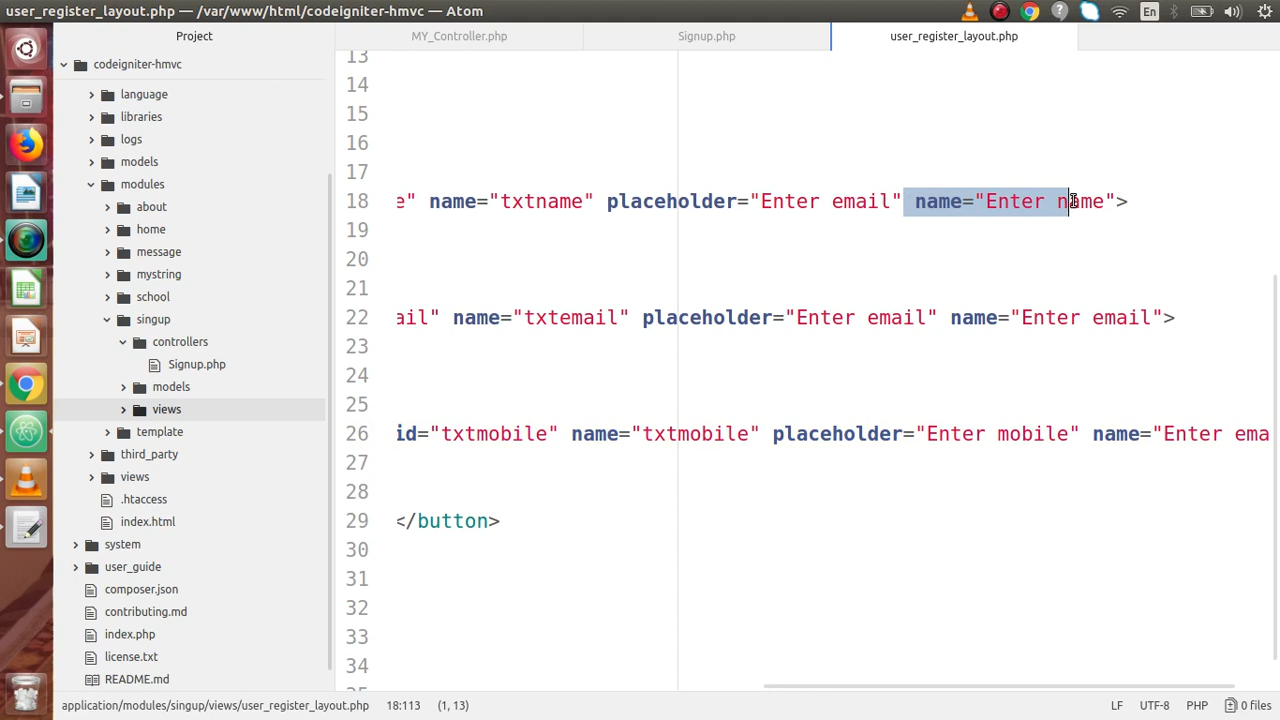 user_register_layout.php — /var/www/html/codeigniter-hmvc — Atom
En
Project
MY_Controller.php
Signup.php
user_register_layout.php
codeigniter-hmvc
language
libraries
logs
models
modules
about
home
message
mystring
school
singup
controllers
Signup.php
models
views
template
third_party
views
.htaccess
index.html
system
user_guide
composer.json
contributing.md
index.php
license.txt
README.md
13
14
15
16
17
18 e" name="txtname" placeholder="Enter email" name="Enter name">
19
20
21
22 ail" name="txtemail" placeholder="Enter email" name="Enter email">
23
24
25
26 id="txtmobile" name="txtmobile" placeholder="Enter mobile" name="Enter ema
27
28
29 </button>
30
31
32
33
34
35
application/modules/singup/views/user_register_layout.php 18:113 (1, 13) LF UTF-8 PHP 0 files